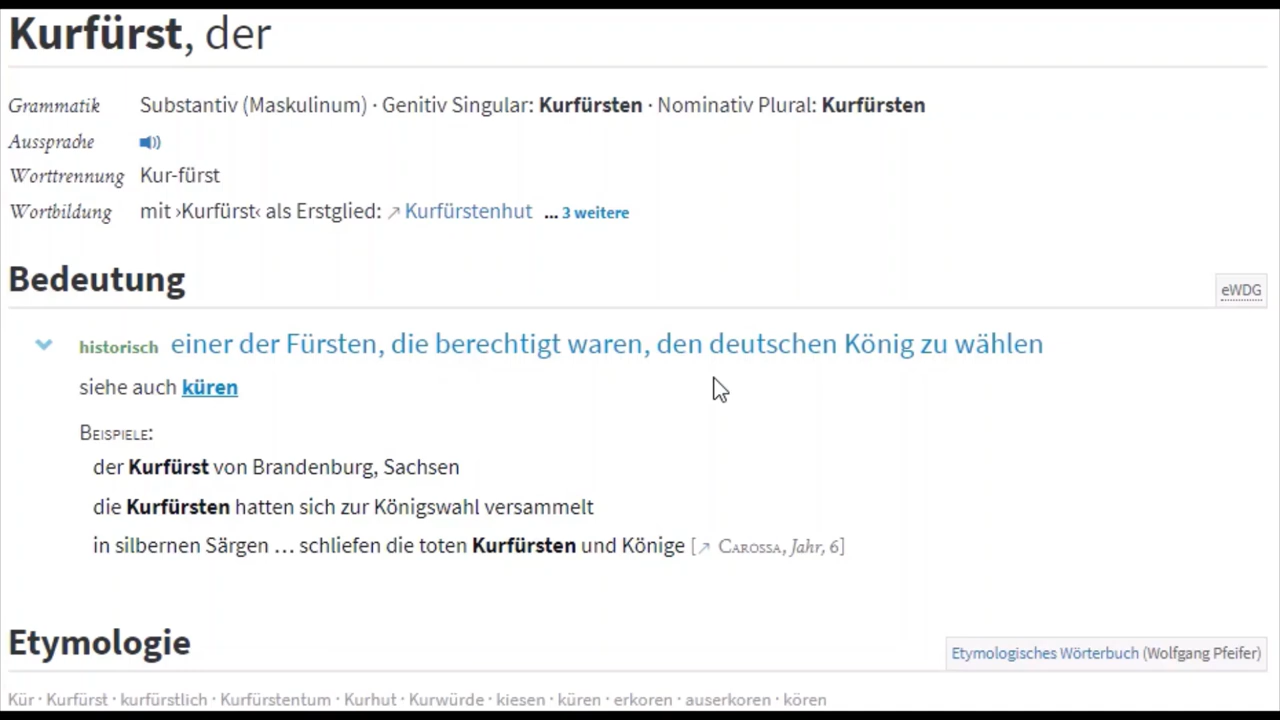 Kurfürst, der
Grammatik Substantiv (Maskulinum) · Genitiv Singular: Kurfürsten · Nominativ Plural: Kurfürsten
Aussprache
Worttrennung Kur-fürst
Wortbildung mit ›Kurfürst‹ als Erstglied: ↗ Kurfürstenhut ... 3 weitere
Bedeutung
eWDG
historisch einer der Fürsten, die berechtigt waren, den deutschen König zu wählen
siehe auch küren
Beispiele:
der Kurfürst von Brandenburg, Sachsen
die Kurfürsten hatten sich zur Königswahl versammelt
in silbernen Särgen … schliefen die toten Kurfürsten und Könige [↗ Carossa, Jahr, 6]
Etymologie
Etymologisches Wörterbuch (Wolfgang Pfeifer)
Kür · Kurfürst · kurfürstlich · Kurfürstentum · Kurhut · Kurwürde · kiesen · küren · erkoren · auserkoren · kören